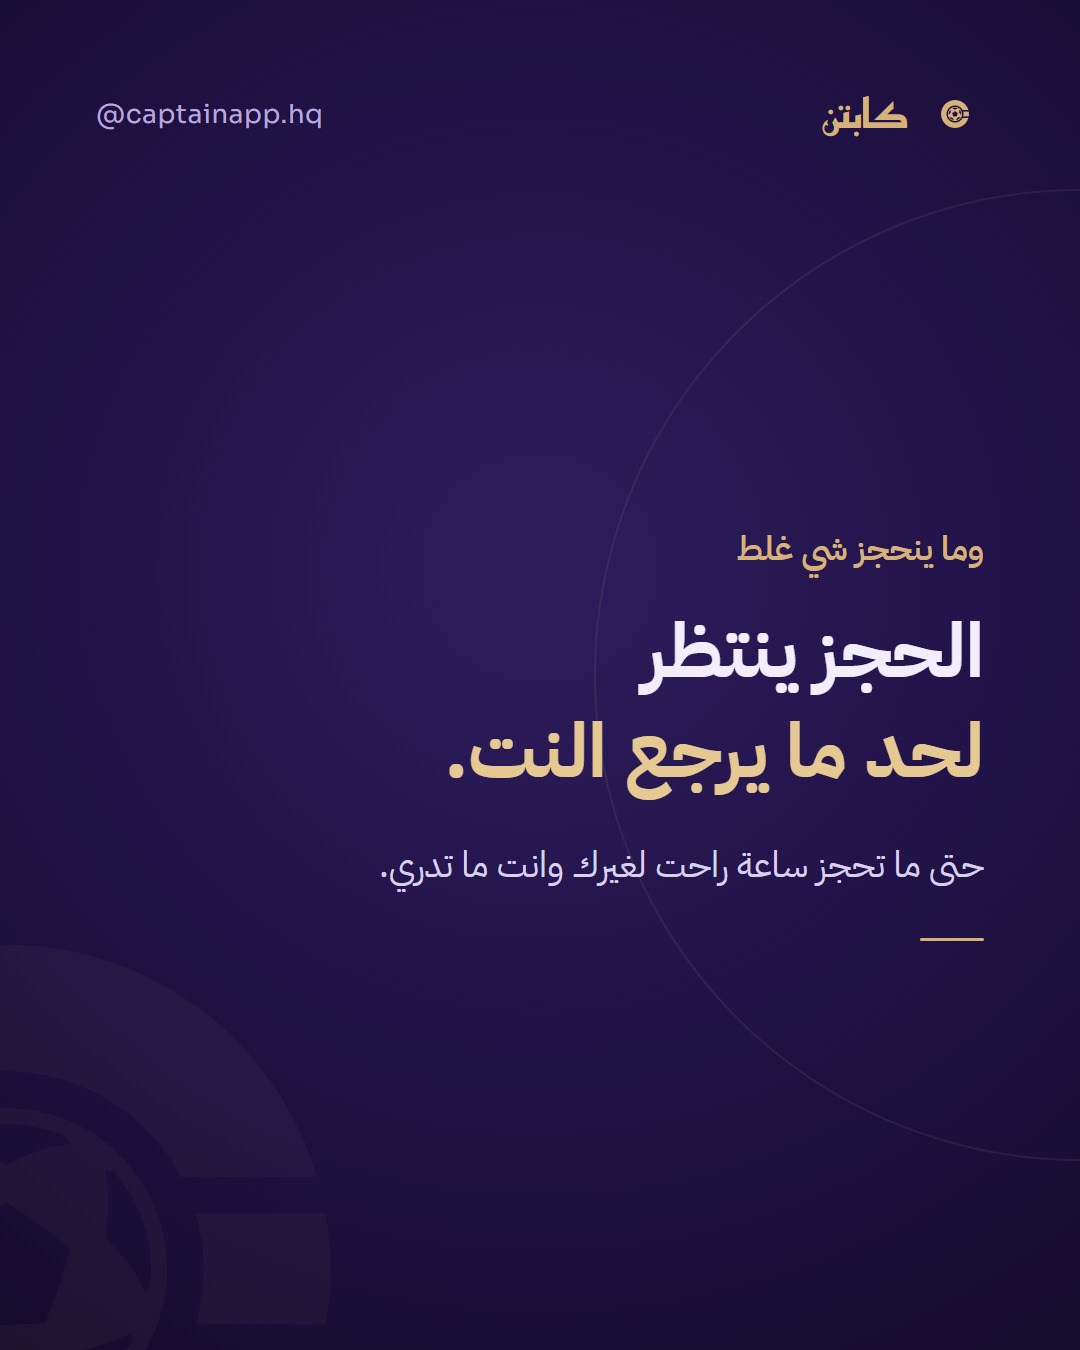 كابتن
@captainapp.hq
وما ينحجز شي غلط
الحجز ينتظر
لحد ما يرجع النت.
حتى ما تحجز ساعة راحت لغيرك وانت ما تدري.